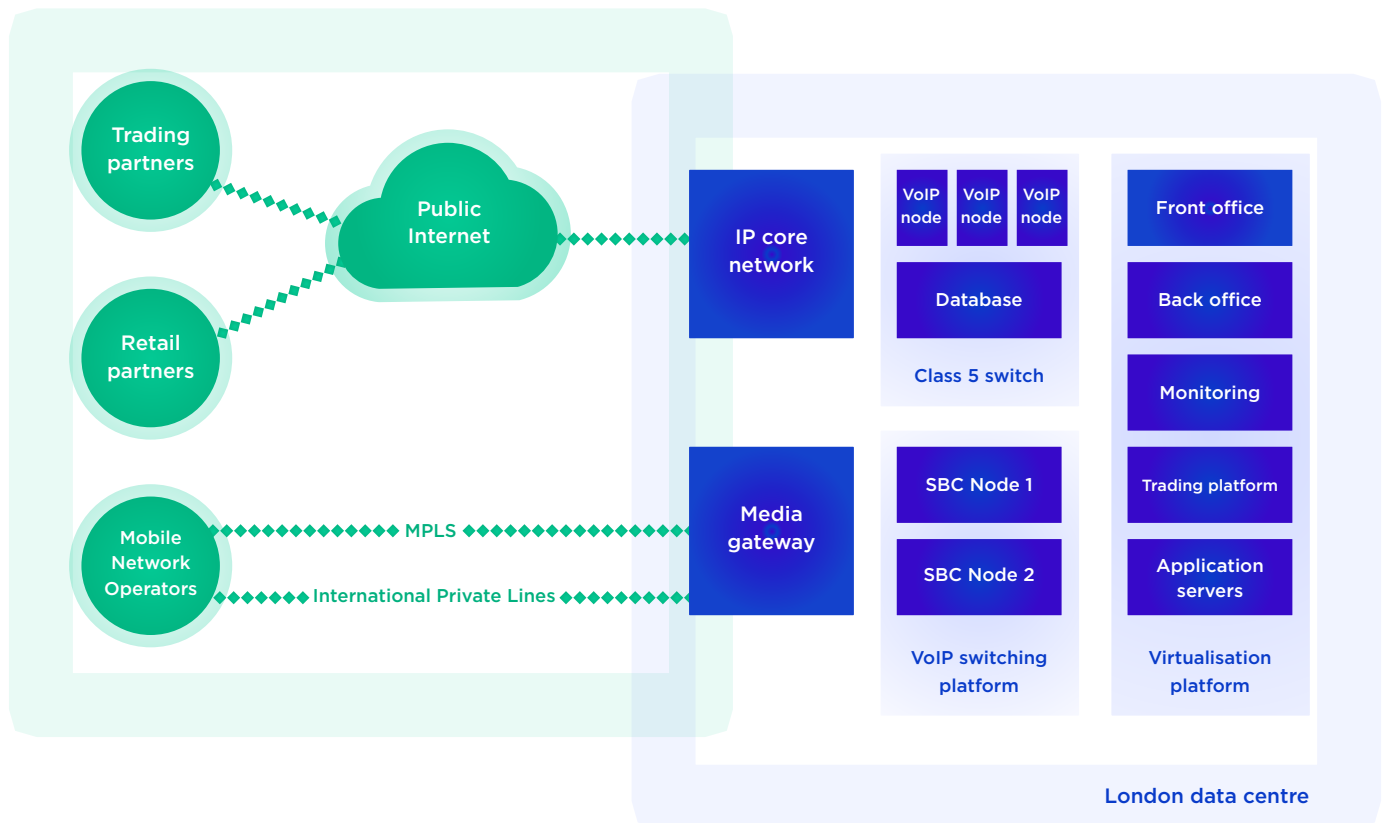 Trading
partners
Public
Internet
Retail
partners
Mobile
Network
Operators
MPLS
International Private Lines
IP core
network
Media
gateway
VoIP
node
VoIP
node
VoIP
node
Database
Class 5 switch
SBC Node 1
SBC Node 2
VoIP switching
platform
Front office
Back office
Monitoring
Trading platform
Application
servers
Virtualisation
platform
London data centre